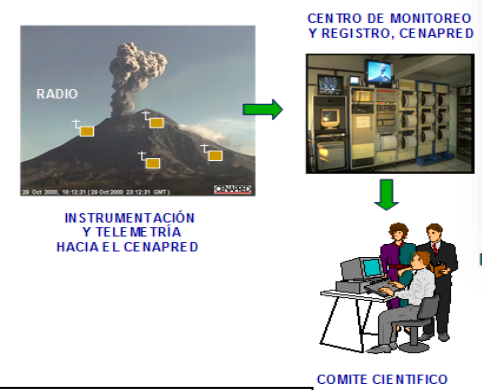 CENTRO DE MONITOREO
Y REGISTRO, CENAPRED
RADIO
29 Oct 2000, 18:12:31 (29 Oct 2000 23:12:31 GMT)
CENAPRED
INSTRUMENTACIÓN
Y TELEMETRÍA
HACIA EL CENAPRED
COMITE CIENTIFICO